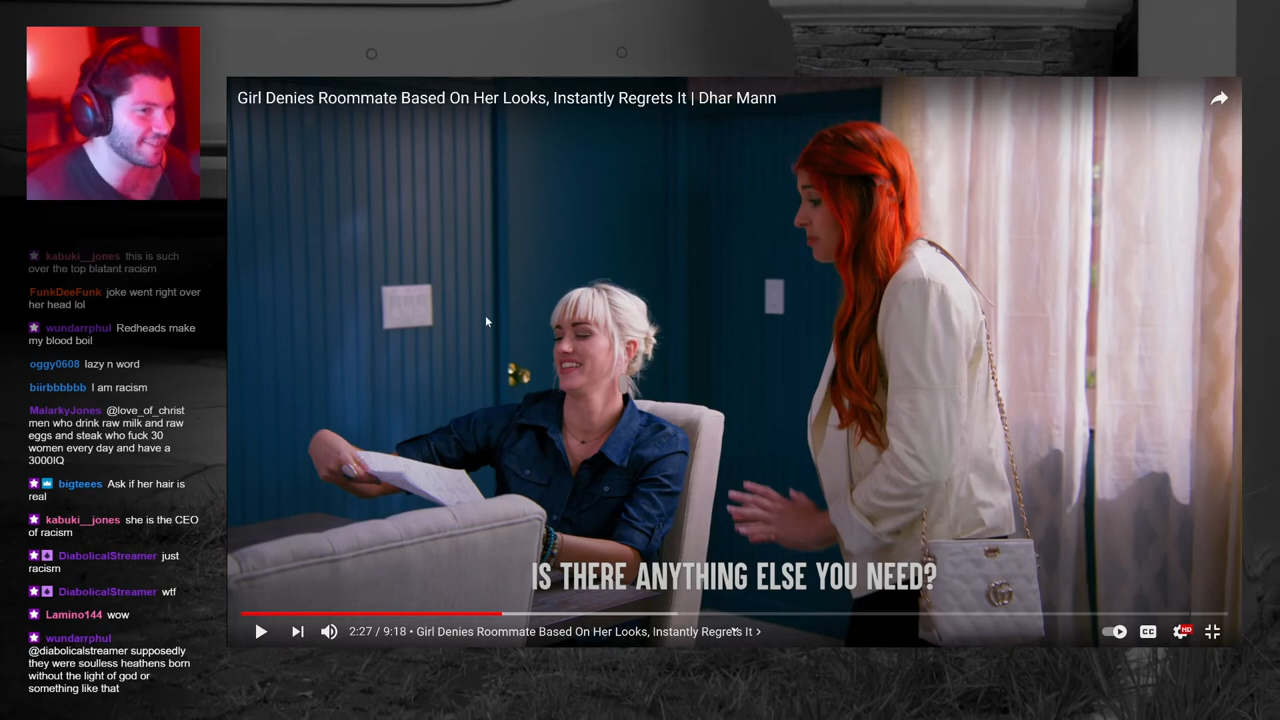 Girl Denies Roommate Based On Her Looks, Instantly Regrets It | Dhar Mann
kabuki__jones this is such
over the top blatant racism
FunkDeeFunk joke went right over
her head lol
wundarrphul Redheads make
my blood boil
oggy0608 lazy n word
biirbbbbbb I am racism
MalarkyJones @love_of_christ
men who drink raw milk and raw
eggs and steak who fuck 30
women every day and have a
3000IQ
bigteees Ask if her hair is
real
kabuki__jones she is the CEO
of racism
DiabolicalStreamer just
racism
DiabolicalStreamer wtf
Lamino144 wow
wundarrphul
@diabolicalstreamer supposedly
they were soulless heathens born
without the light of god or
something like that
IS THERE ANYTHING ELSE YOU NEED?
2:27 / 9:18 • Girl Denies Roommate Based On Her Looks, Instantly Regrets It
CC
HD